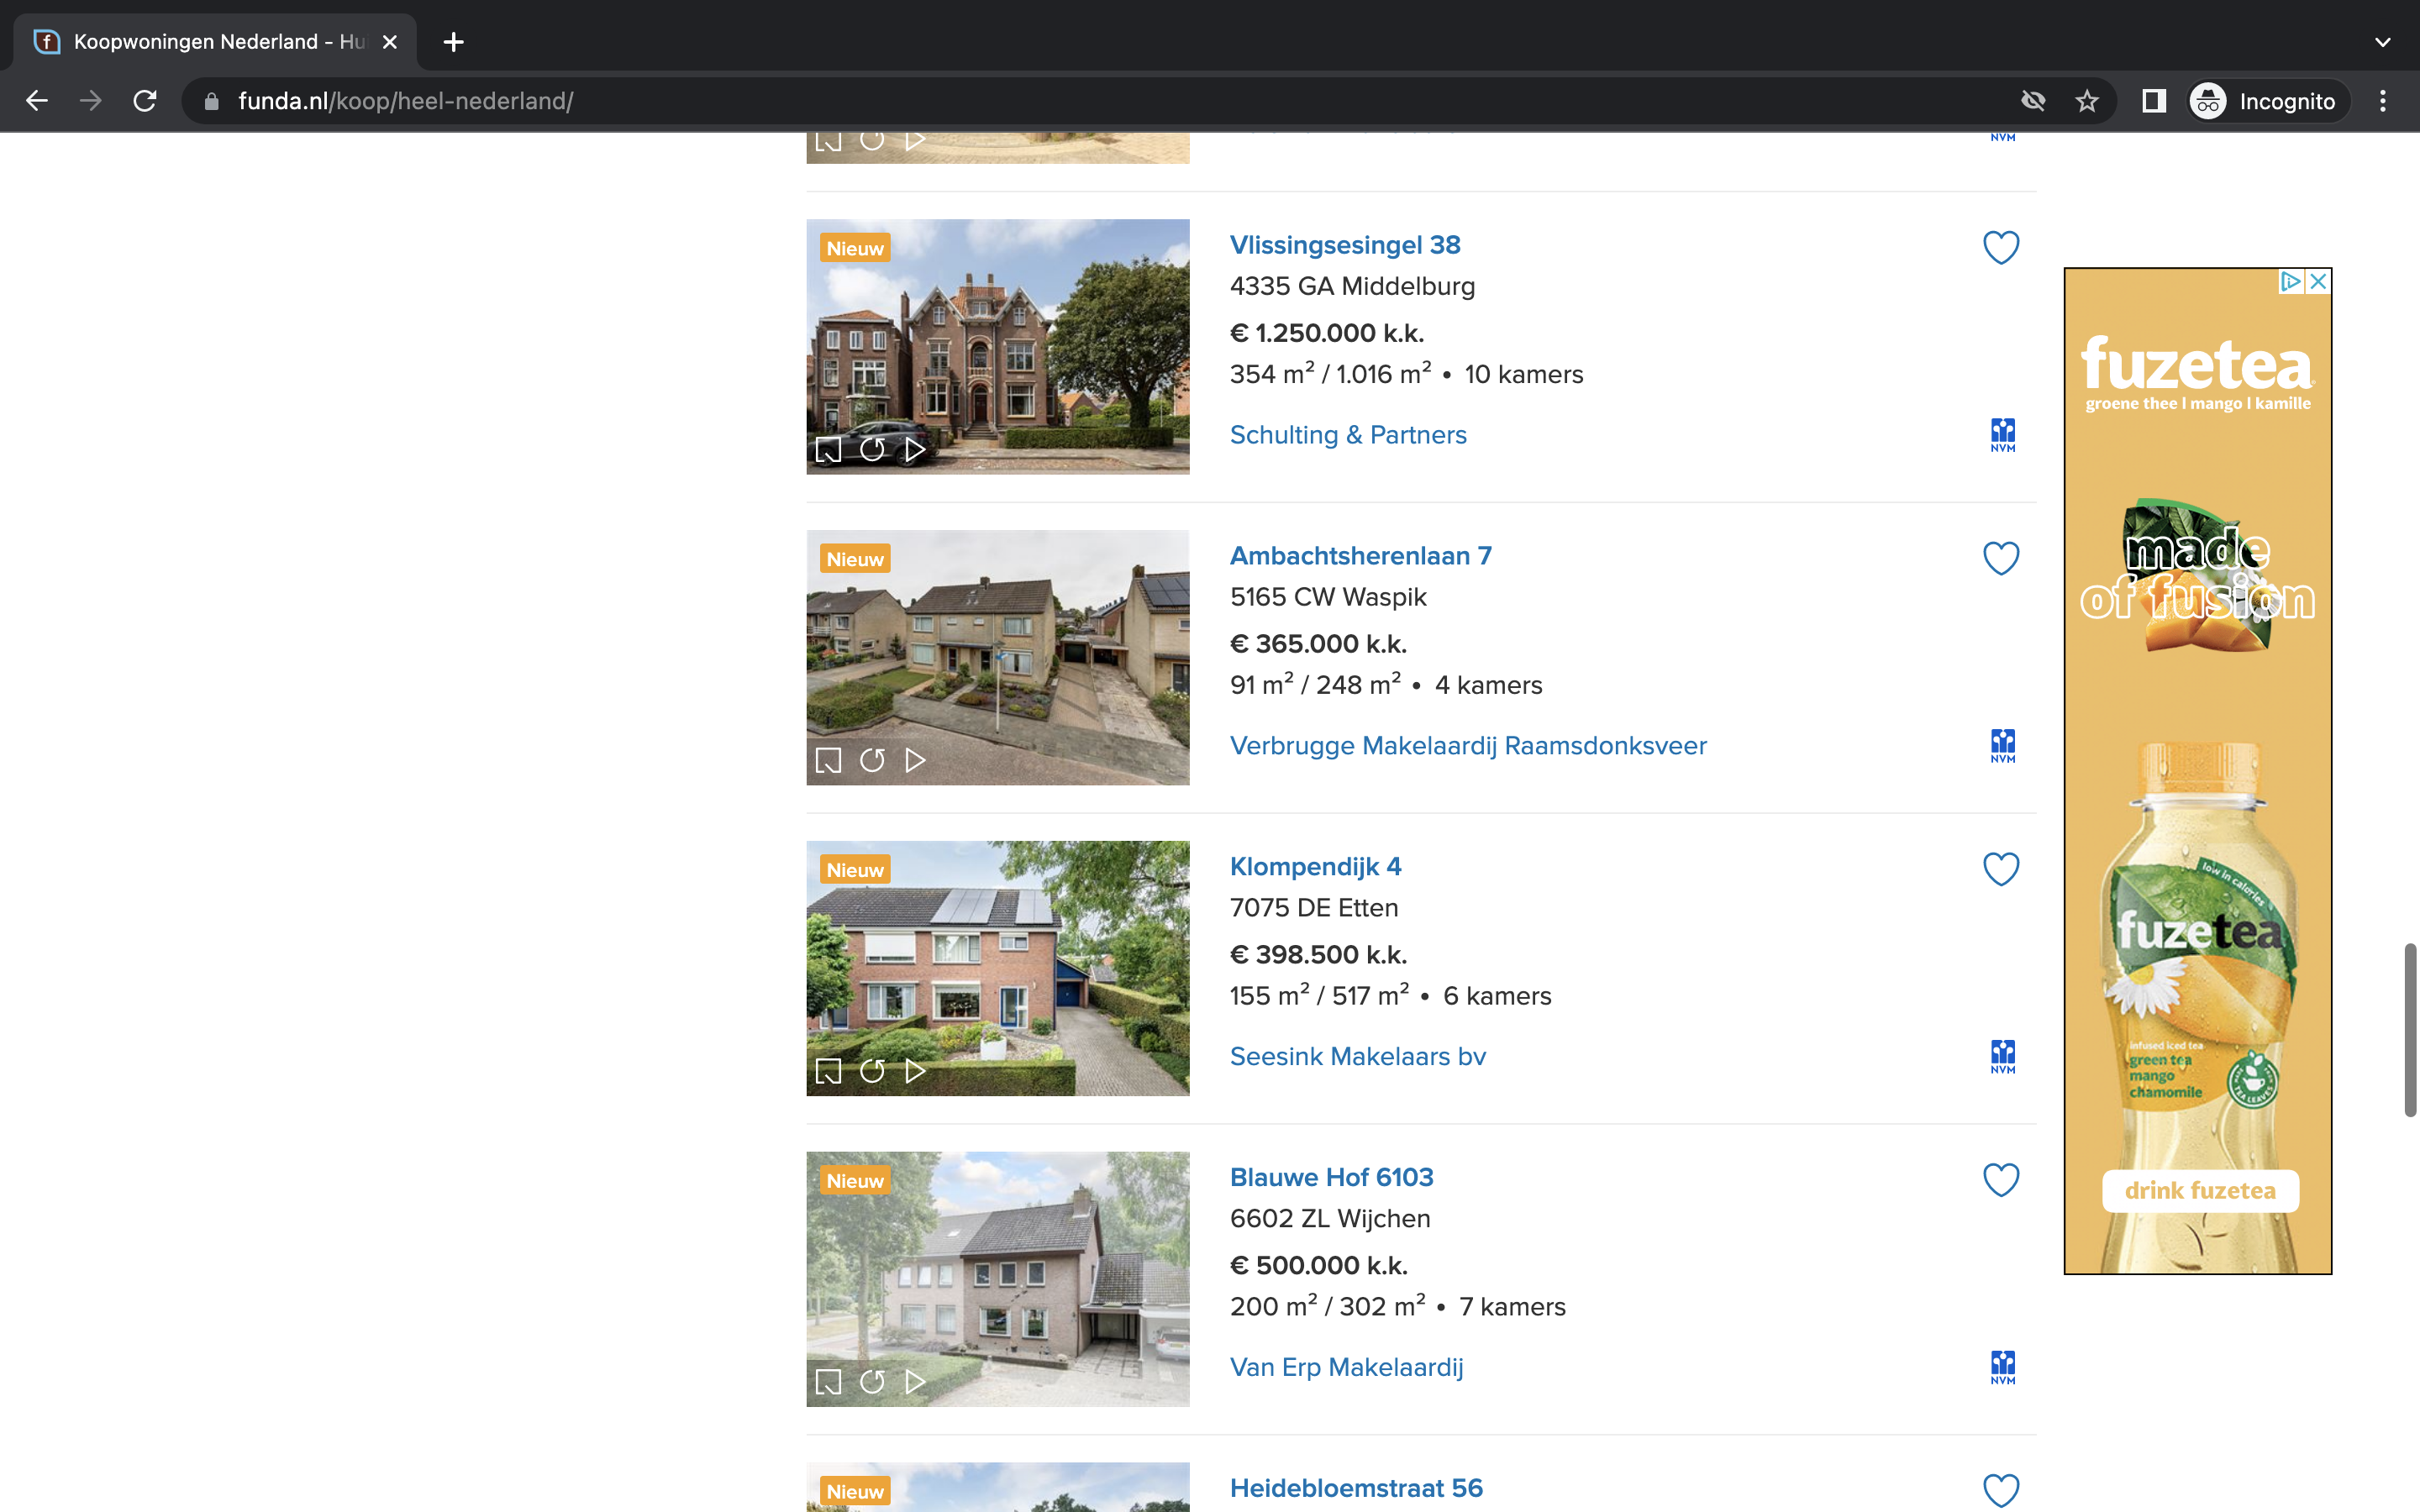 Koopwoningen Nederland - Hu
funda.nl/koop/heel-nederland/
Incognito
NVM
Nieuw
Vlissingsesingel 38
4335 GA Middelburg
€ 1.250.000 k.k.
354 m² / 1.016 m² • 10 kamers
Schulting & Partners
NVM
Nieuw
Ambachtsherenlaan 7
5165 CW Waspik
€ 365.000 k.k.
91 m² / 248 m² • 4 kamers
Verbrugge Makelaardij Raamsdonksveer
NVM
Nieuw
Klompendijk 4
7075 DE Etten
€ 398.500 k.k.
155 m² / 517 m² • 6 kamers
Seesink Makelaars bv
NVM
Nieuw
Blauwe Hof 6103
6602 ZL Wijchen
€ 500.000 k.k.
200 m² / 302 m² • 7 kamers
Van Erp Makelaardij
NVM
Nieuw
Heidebloemstraat 56
fuzetea
groene thee | mango | kamille
made
of fusion
low in calories
fuzetea
infused iced tea
green tea
mango
chamomile
TEA LEAVES
drink fuzetea